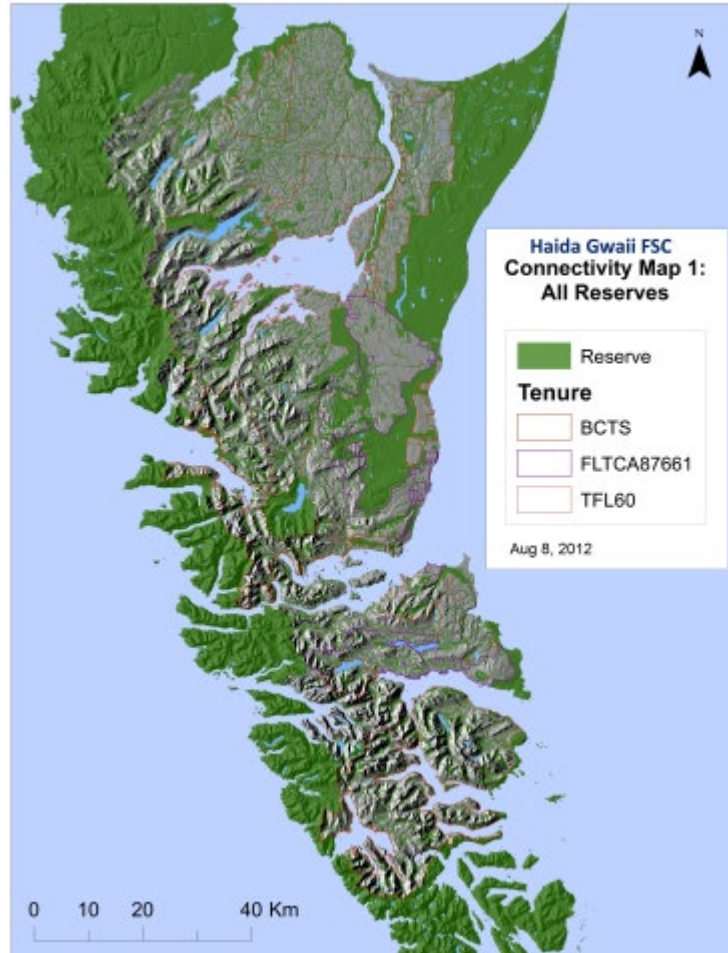 N
Haida Gwaii FSC
Connectivity Map 1:
All Reserves
Reserve
Tenure
BCTS
FLTCA87661
TFL60
Aug 8, 2012
0 10 20 40 Km